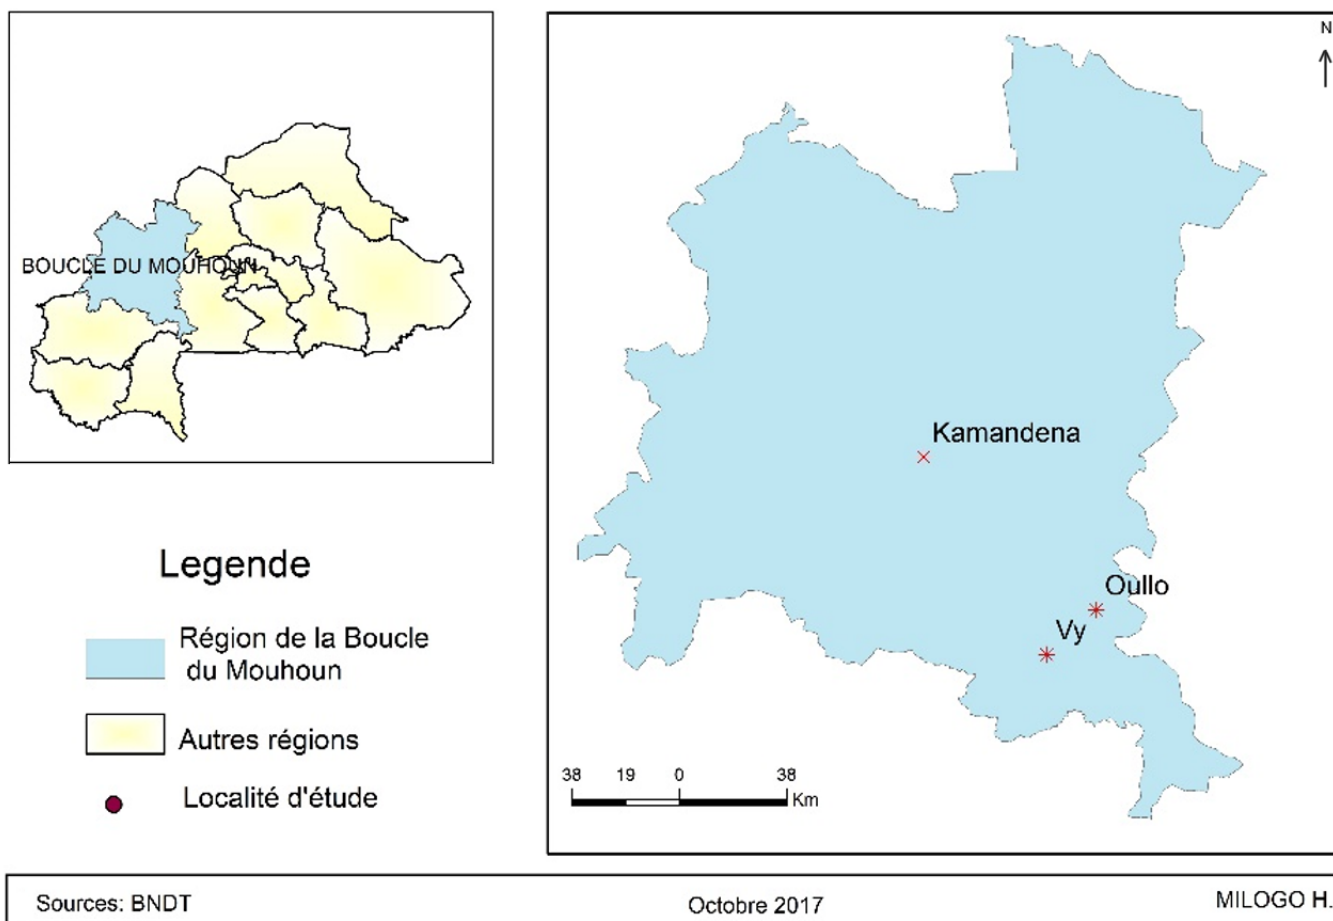 BOUCLE DU MOUHOUN
Legende
Région de la Boucle
du Mouhoun
Autres régions
Localité d'étude
N
Kamandena
Oullo
Vy
38 19 0 38
Km
Sources: BNDT
Octobre 2017
MILOGO H.